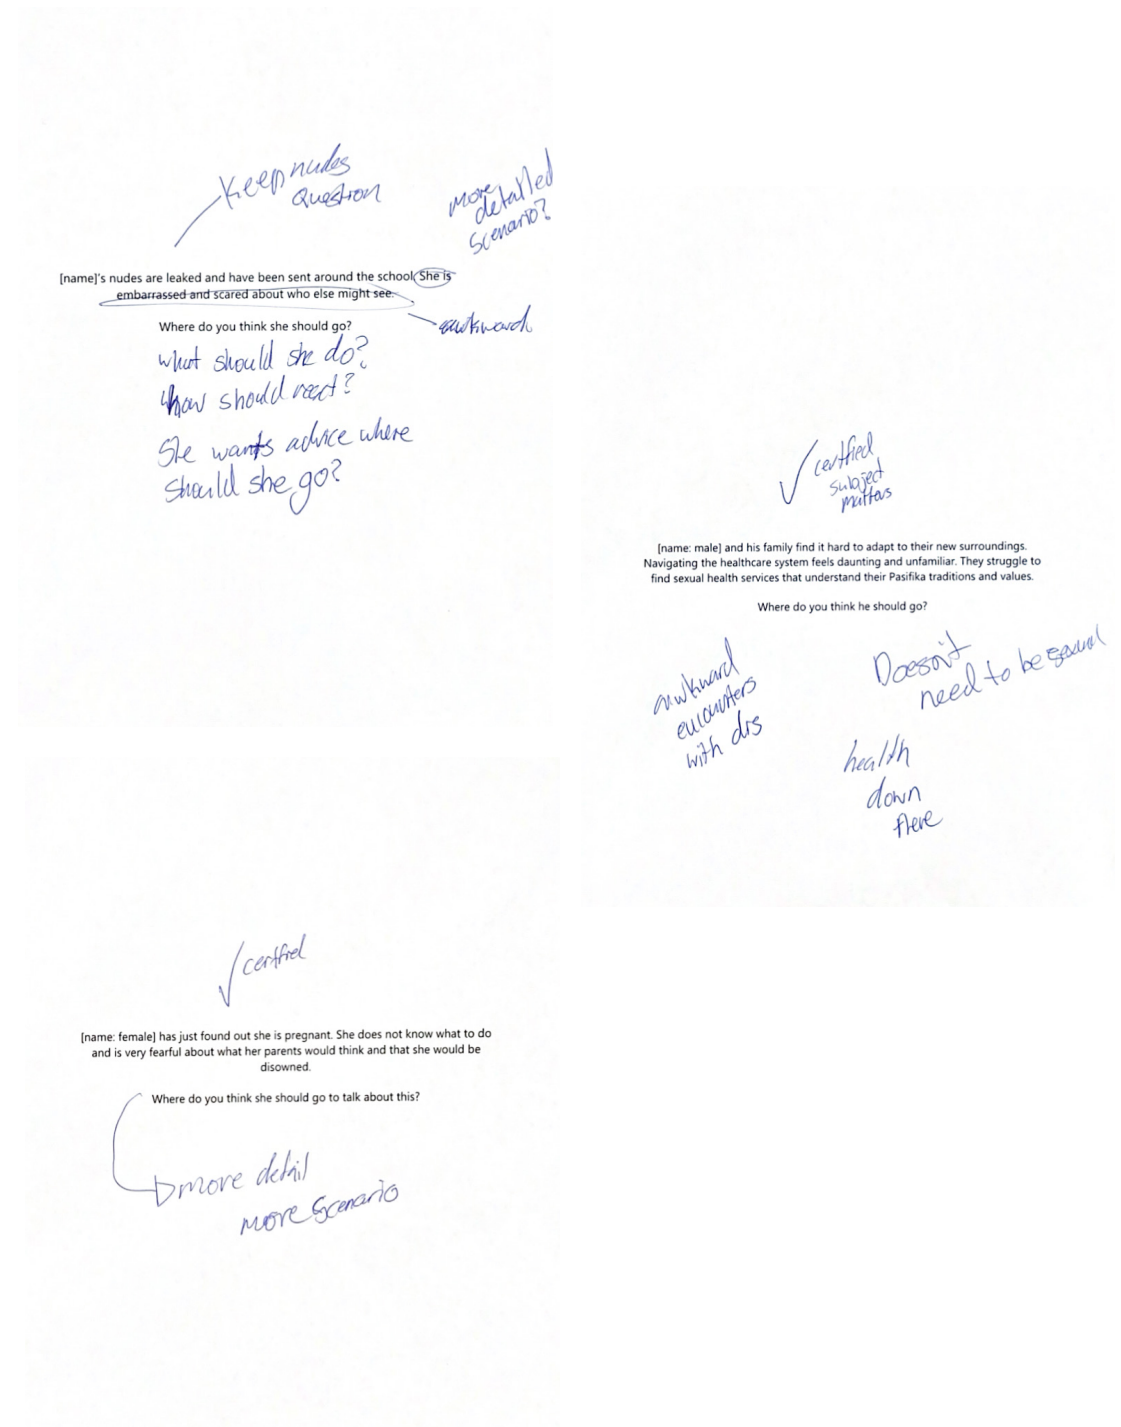 Keep nudes
question
more
detailed
scenario?
[name]'s nudes are leaked and have been sent around the school. She is
embarrassed and scared about who else might see.
awkward
Where do you think she should go?
what should she do?
how should react?
She wants advice where
should she go?
certfied
subject
matters
[name: male] and his family find it hard to adapt to their new surroundings.
Navigating the healthcare system feels daunting and unfamiliar. They struggle to
find sexual health services that understand their Pasifika traditions and values.
Where do you think he should go?
awkward
encounters
with drs
Doesn't
need to be sexual
health
down
there
certfied
[name: female] has just found out she is pregnant. She does not know what to do
and is very fearful about what her parents would think and that she would be
disowned.
Where do you think she should go to talk about this?
more detail
more scenario